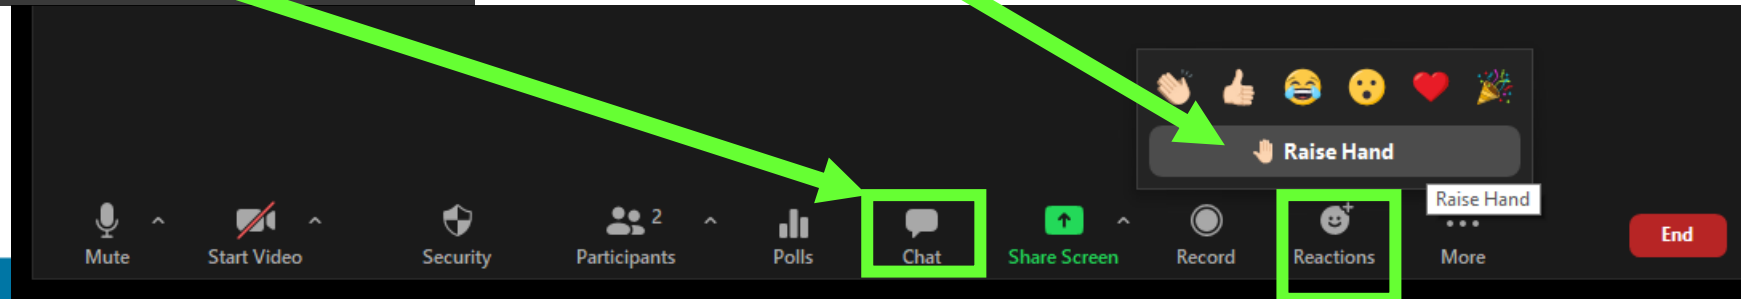 Raise Hand
Raise Hand
2
Mute
Start Video
Security
Participants
Polls
Chat
Share Screen
Record
Reactions
More
End